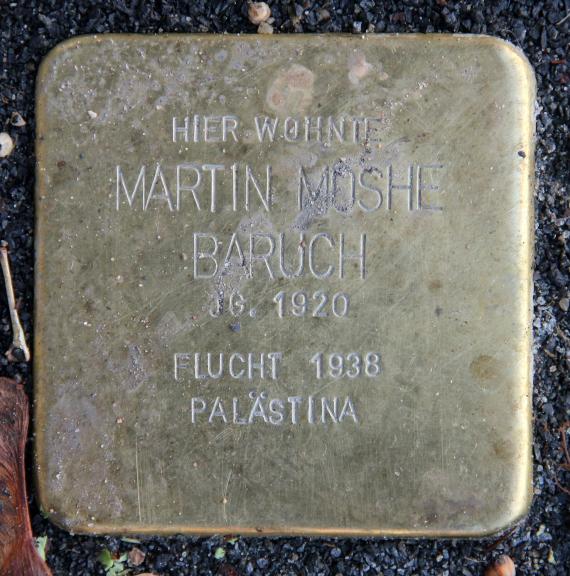 HIER WOHNTE
MARTIN MOSHE
BARUCH
JG. 1920
FLUCHT 1938
PALÄSTINA